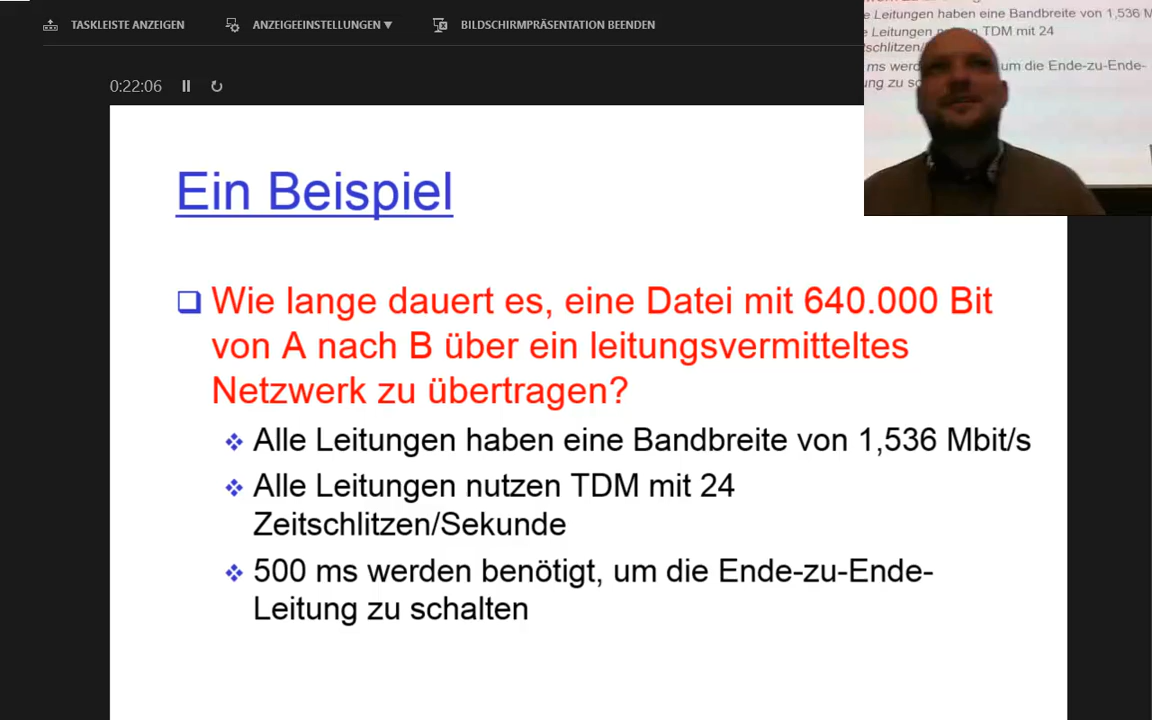 TASKLEISTE ANZEIGEN
ANZEIGEEINSTELLUNGEN ▼
BILDSCHIRMPRÄSENTATION BEENDEN
0:22:06
e Leitungen haben eine Bandbreite von 1,536 M
e Leitungen TDM mit 24
schlitzen/
ms werd um die Ende-zu-Ende-
ng zu sc
Ein Beispiel
Wie lange dauert es, eine Datei mit 640.000 Bit
von A nach B über ein leitungsvermitteltes
Netzwerk zu übertragen?
Alle Leitungen haben eine Bandbreite von 1,536 Mbit/s
Alle Leitungen nutzen TDM mit 24
Zeitschlitzen/Sekunde
500 ms werden benötigt, um die Ende-zu-Ende-
Leitung zu schalten